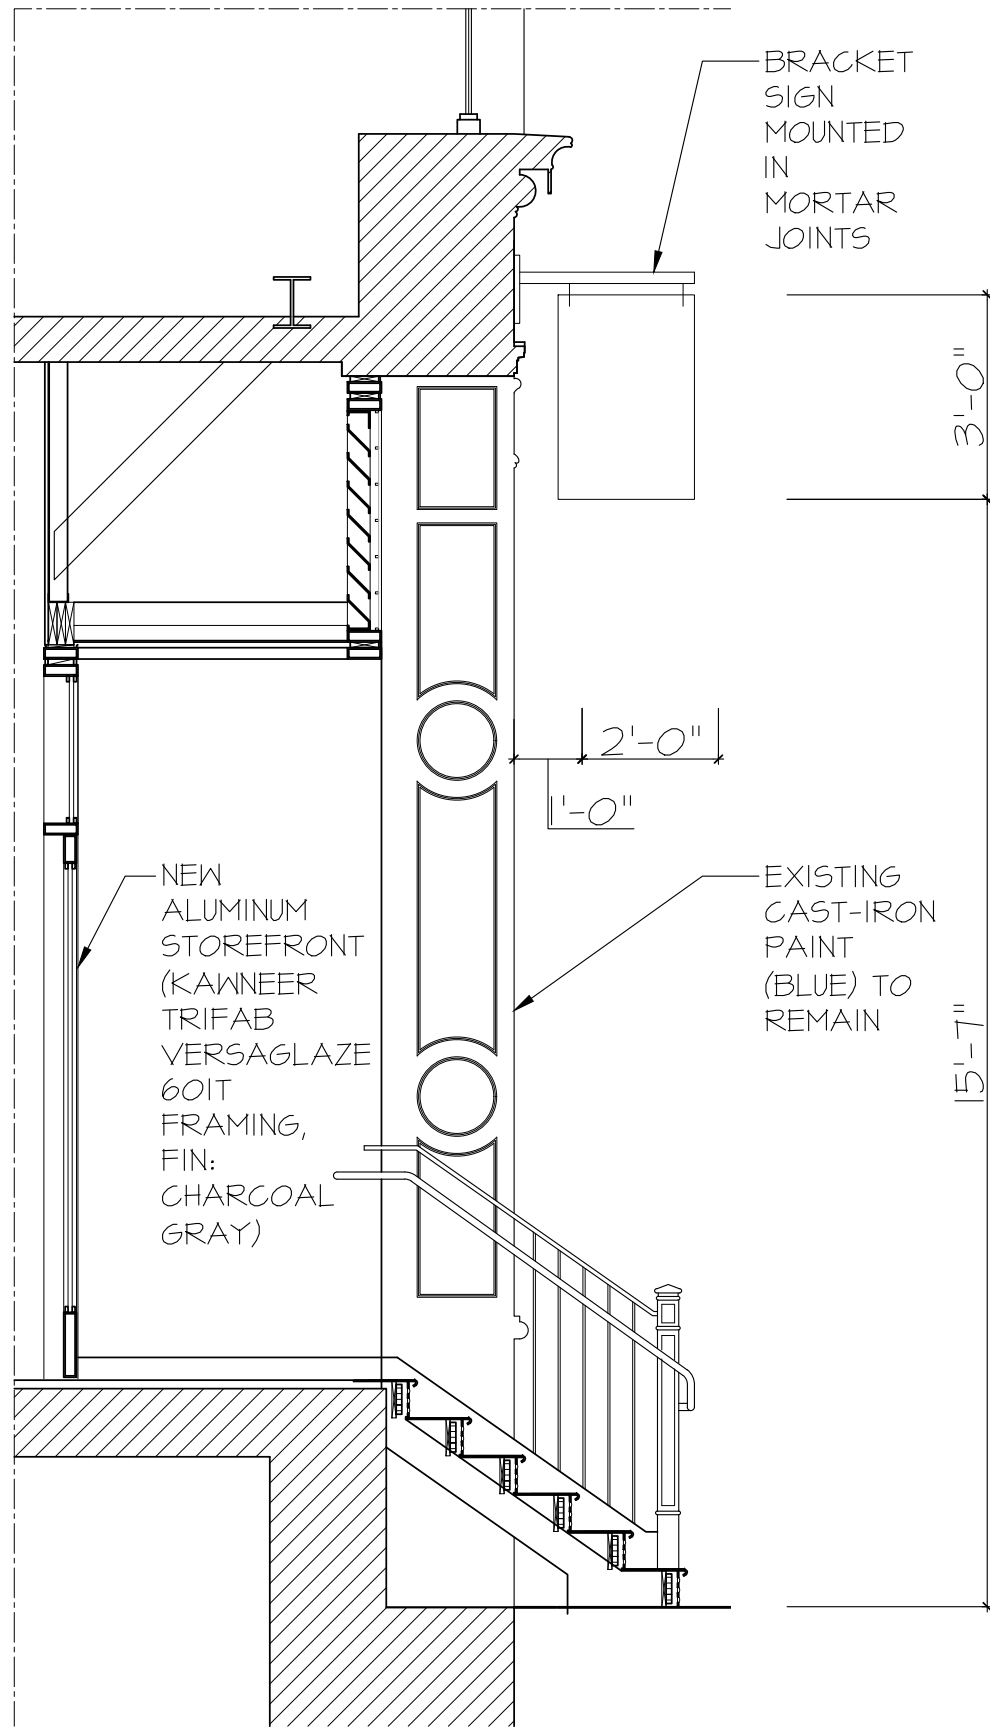 BRACKET
SIGN
MOUNTED
IN
MORTAR
JOINTS
3'-0"
2'-0"
1'-0"
NEW
ALUMINUM
STOREFRONT
(KAWNEER
TRIFAB
VERSAGLAZE
601T
FRAMING,
FIN:
CHARCOAL
GRAY)
EXISTING
CAST-IRON
PAINT
(BLUE) TO
REMAIN
15'-7"